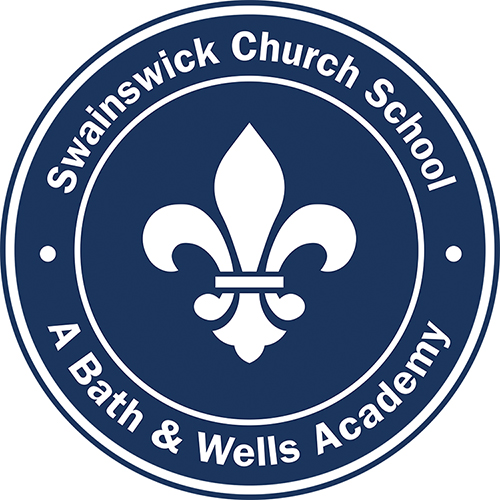 Swainswick Church School
A Bath & Wells Academy